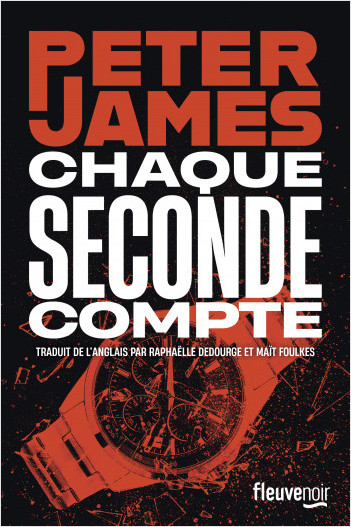 PETER
JAMES
CHAQUE
SECONDE
COMPTE
TRADUIT DE L'ANGLAIS PAR RAPHAËLLE DEDOURGE ET MAÏT FOULKES
fleuvenoir